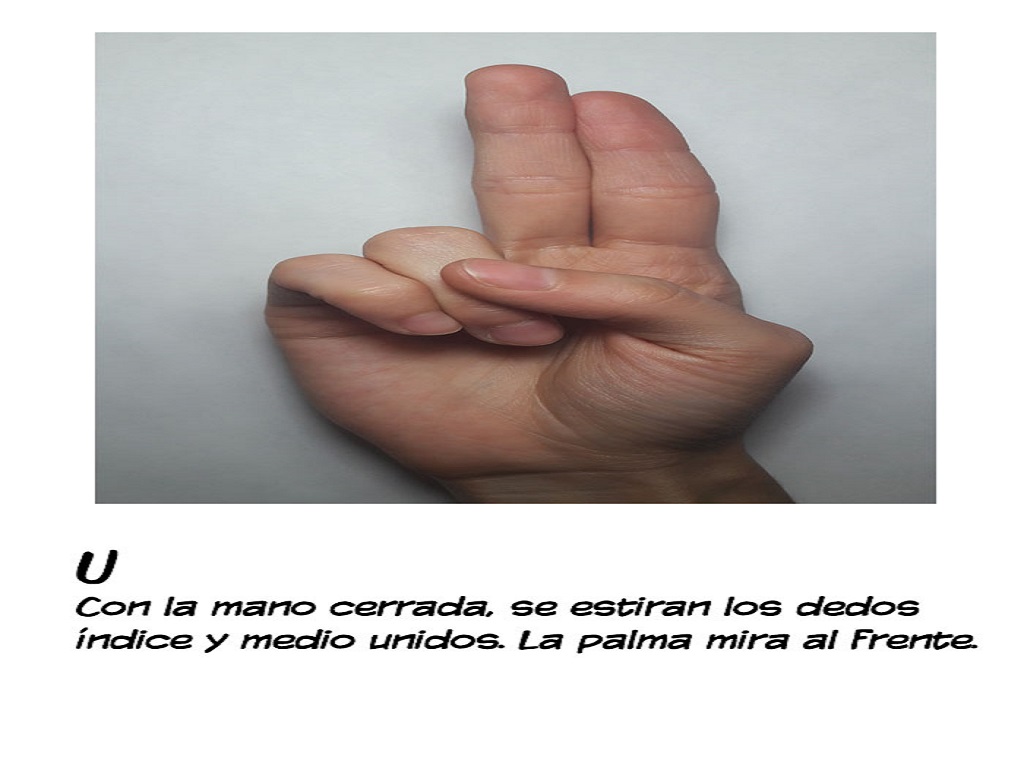 U
Con la mano cerrada, se estiran los dedos
índice y medio unidos. La palma mira al frente.